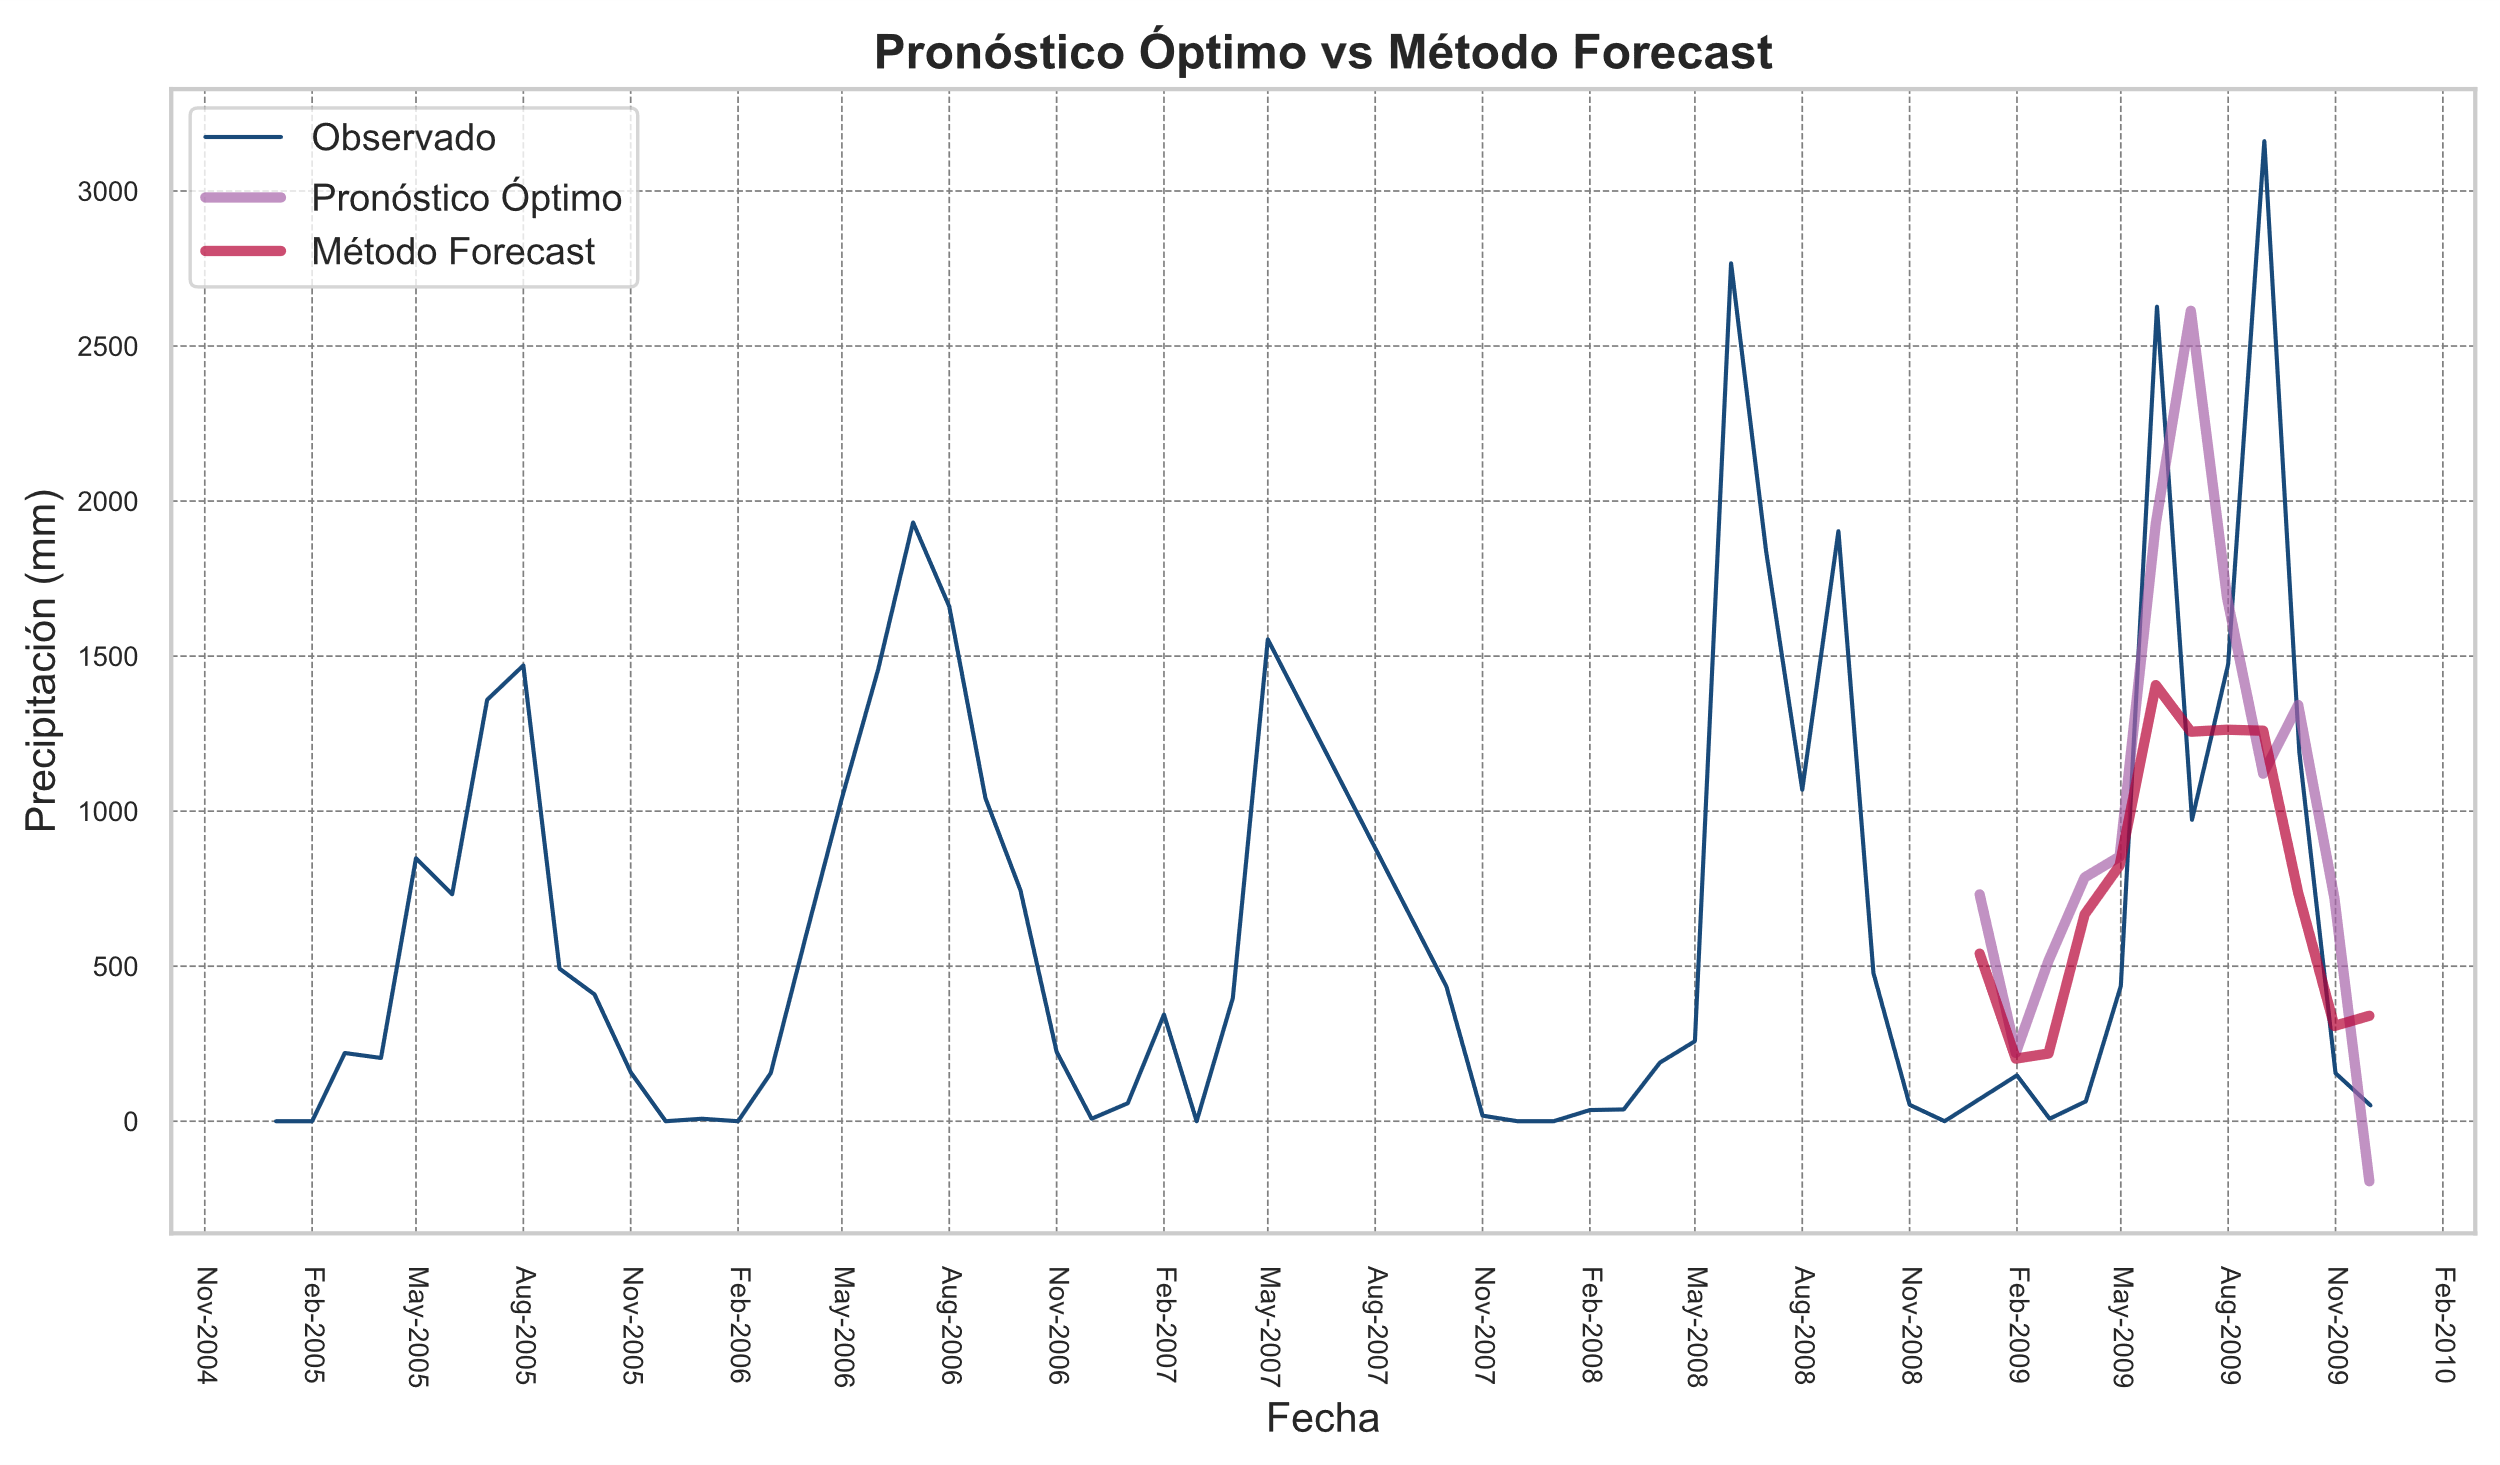 Pronóstico Óptimo vs Método Forecast
Observado
Pronóstico Óptimo
Método Forecast
Precipitación (mm)
3000
2500
2000
1500
1000
500
0
Nov-2004
Feb-2005
May-2005
Aug-2005
Nov-2005
Feb-2006
May-2006
Aug-2006
Nov-2006
Feb-2007
May-2007
Aug-2007
Nov-2007
Feb-2008
May-2008
Aug-2008
Nov-2008
Feb-2009
May-2009
Aug-2009
Nov-2009
Feb-2010
Fecha